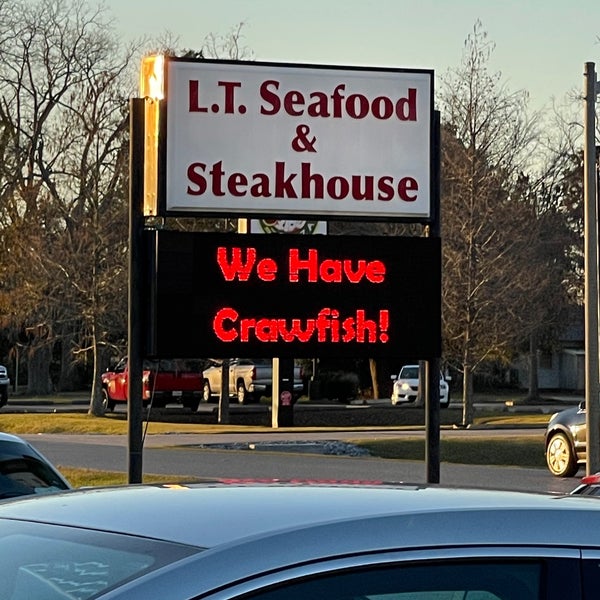 L.T. Seafood
&
Steakhouse
We Have
Crawfish!